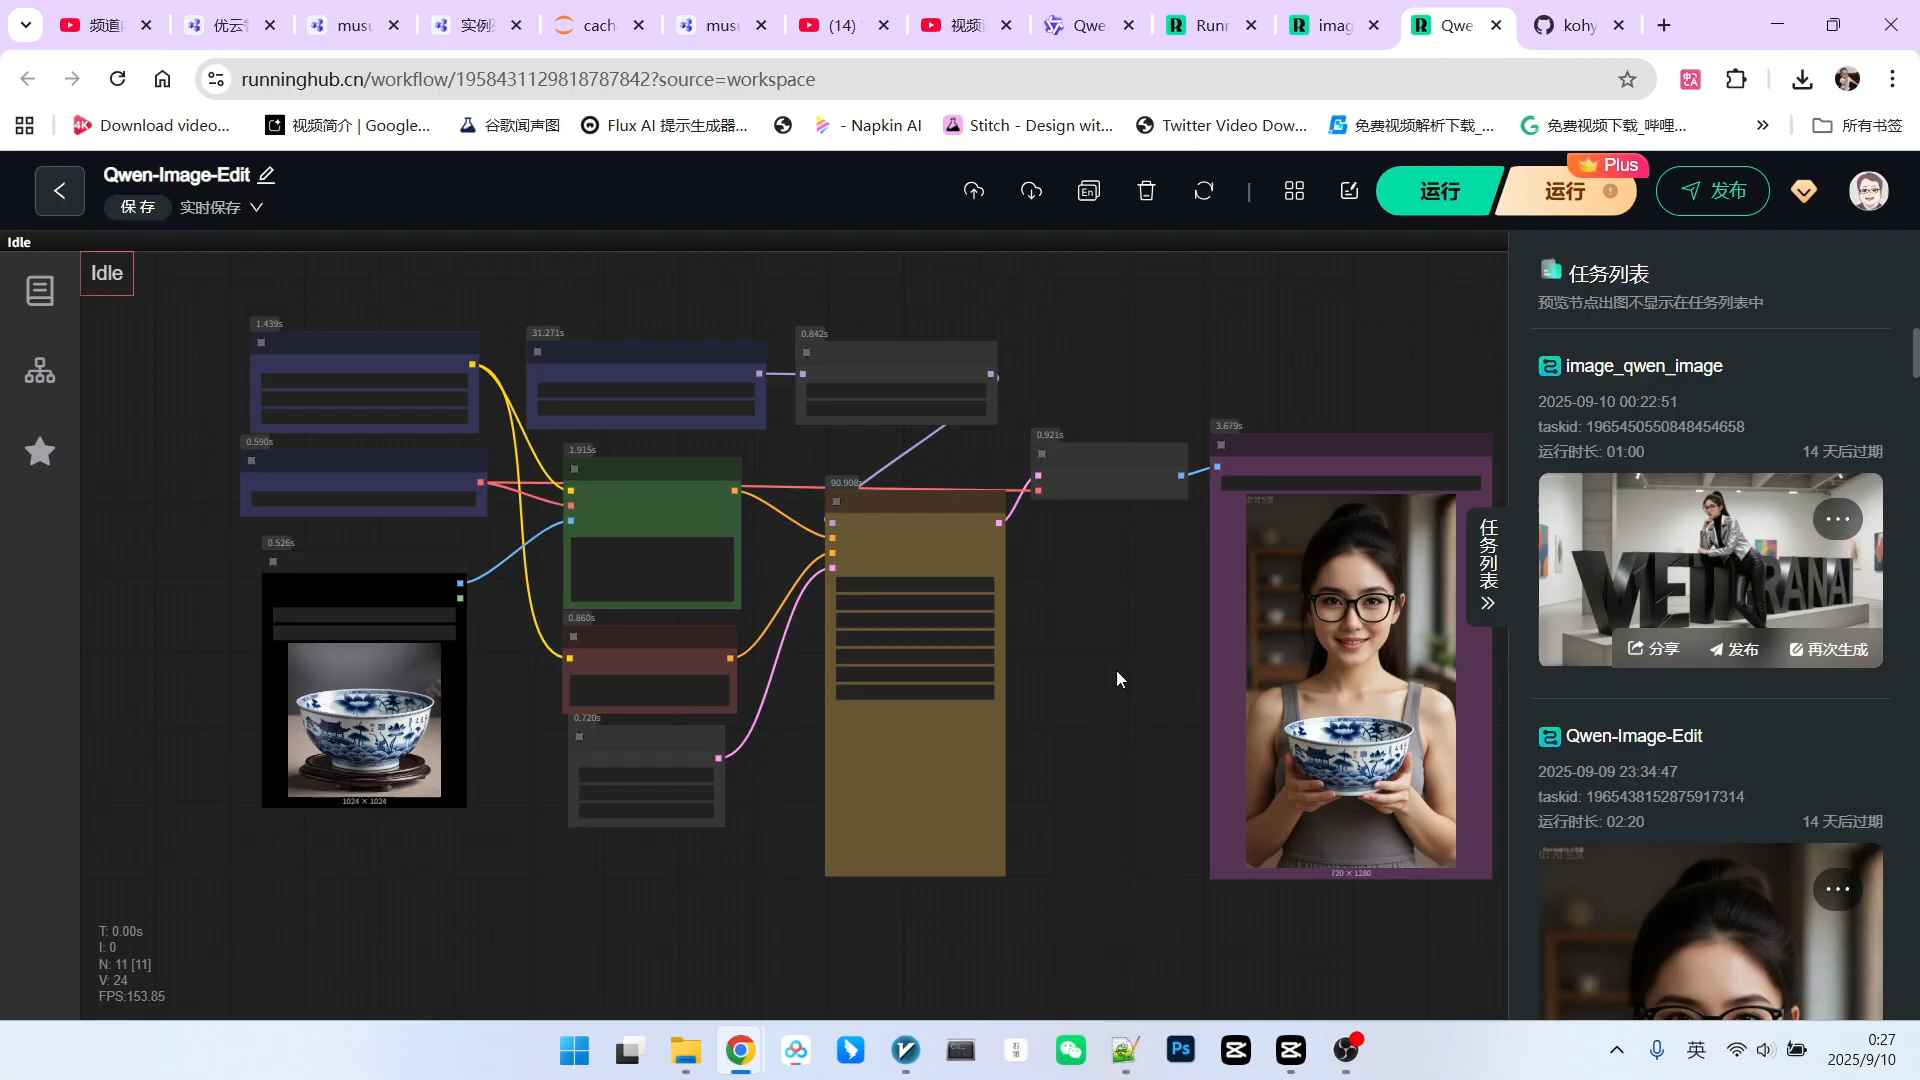 频道
优云智
musu
实例列
cach
musu
(14)
视频
Qwe
Runr
imag
Qwe
kohy
runninghub.cn/workflow/1958431129818787842?source=workspace
Download video...
视频简介 | Google...
谷歌闻声图
Flux AI 提示生成器...
- Napkin AI
Stitch - Design wit...
Twitter Video Dow...
免费视频解析下载_...
免费视频下载_哔哩...
所有书签
Qwen-Image-Edit
保存
实时保存
En
运行
运行
Plus
发布
Idle
Idle
任务列表
预览节点出图不显示在任务列表中
1.439s
31.271s
0.842s
0.590s
1.915s
0.921s
3.679s
90.908s
0.526s
0.860s
0.720s
1024 × 1024
720 × 1280
任务列表
image_qwen_image
2025-09-10 00:22:51
taskid: 1965450550848454658
运行时长: 01:00
14 天后过期
分享
发布
再次生成
Qwen-Image-Edit
2025-09-09 23:34:47
taskid: 1965438152875917314
运行时长: 02:20
14 天后过期
T: 0.00s
I: 0
N: 11 [11]
V: 24
FPS:153.85
石墨
Ps
英
0:27
2025/9/10